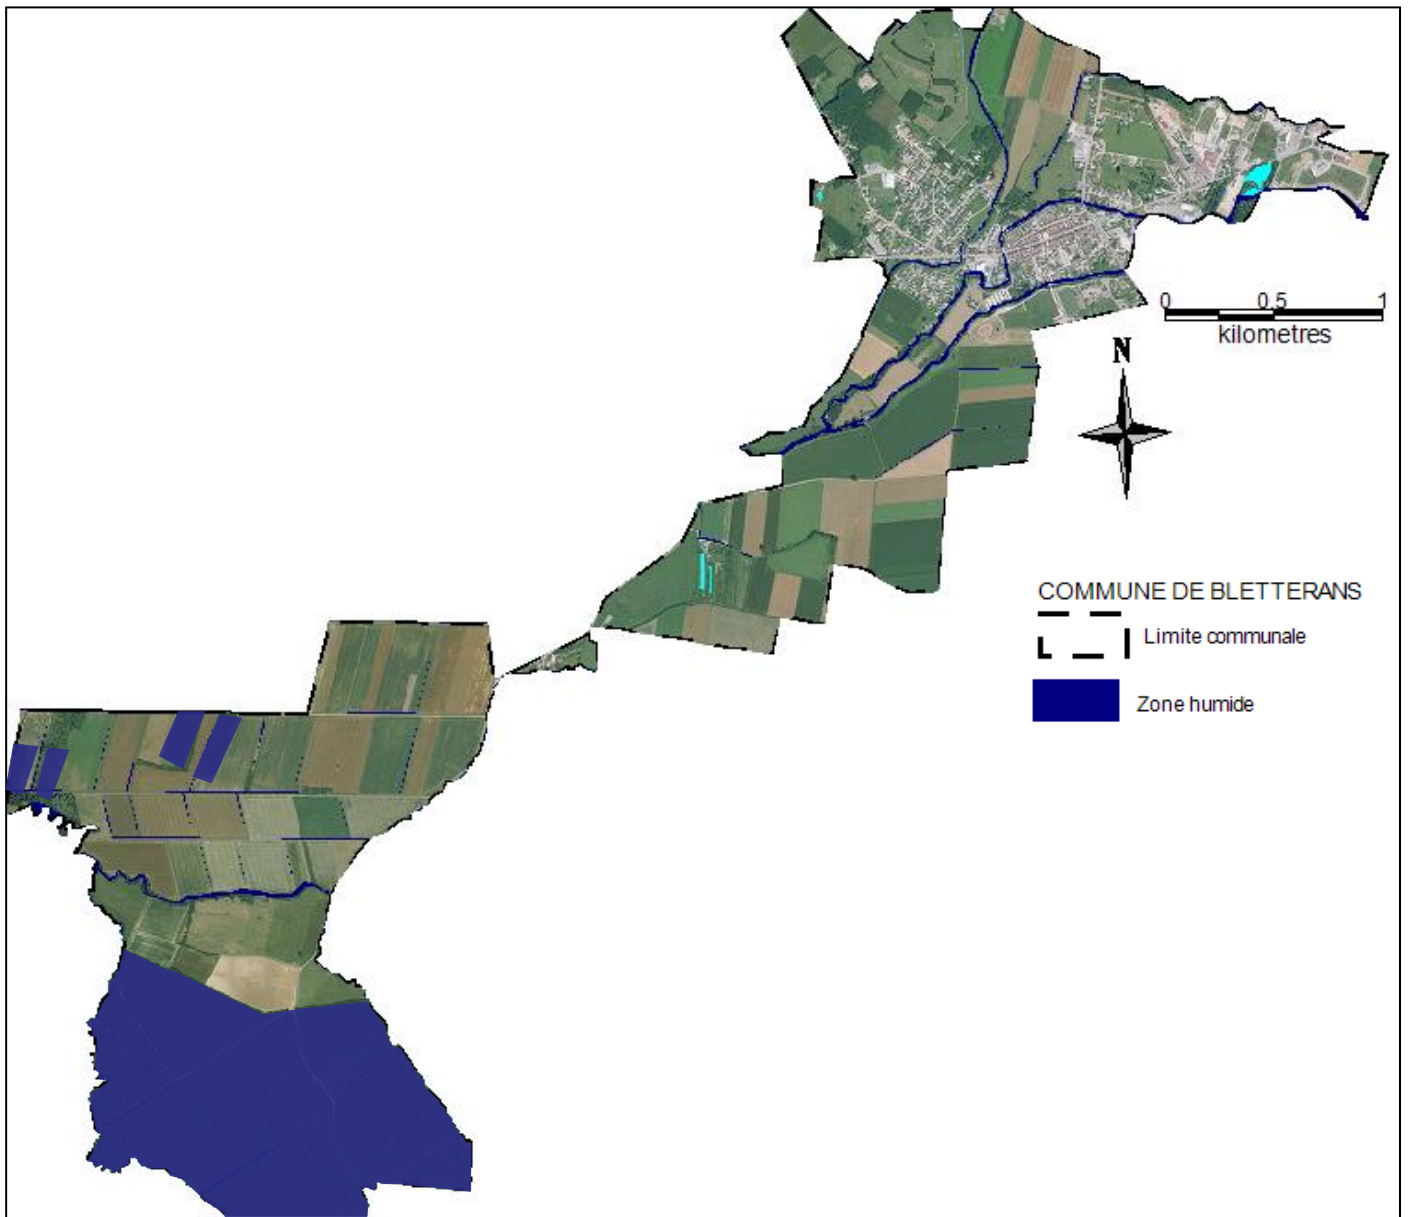 0 0,5 1
kilometres
N
COMMUNE DE BLETTERANS
Limite communale
Zone humide